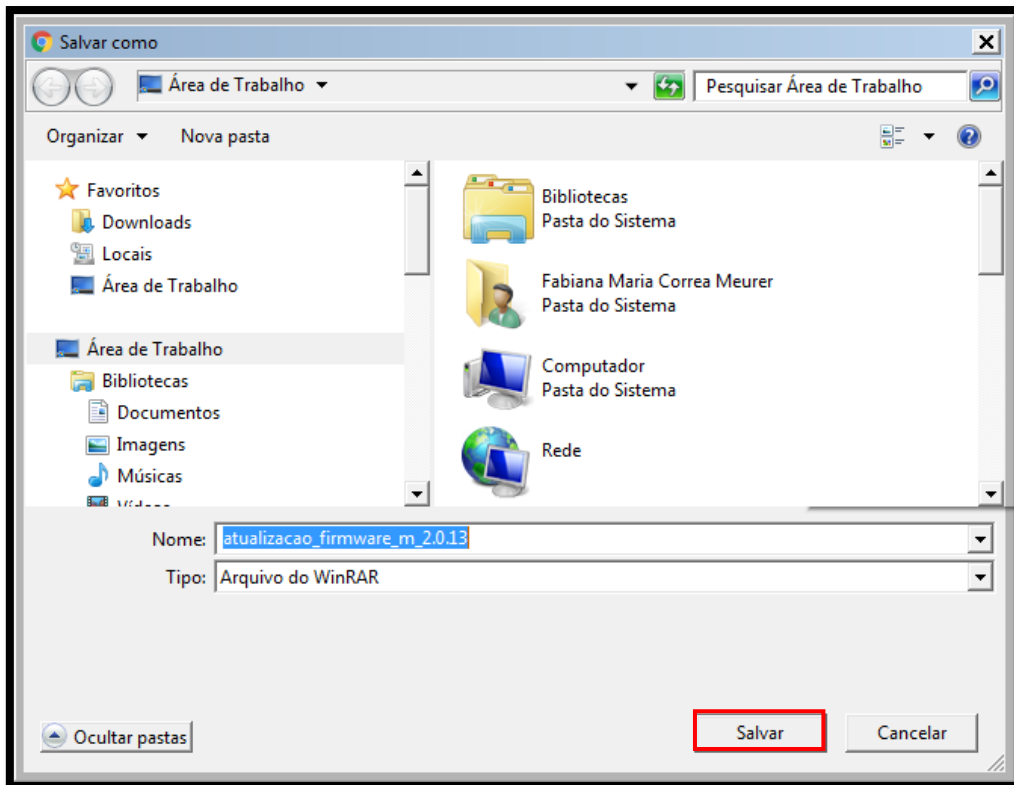 Salvar como
Área de Trabalho
Pesquisar Área de Trabalho
Organizar
Nova pasta
Favoritos
Downloads
Locais
Área de Trabalho
Área de Trabalho
Bibliotecas
Documentos
Imagens
Músicas
Vídeos
Bibliotecas
Pasta do Sistema
Fabiana Maria Correa Meurer
Pasta do Sistema
Computador
Pasta do Sistema
Rede
Nome: atualizacao_firmware_m_2.0.13
Tipo: Arquivo do WinRAR
Ocultar pastas
Salvar
Cancelar